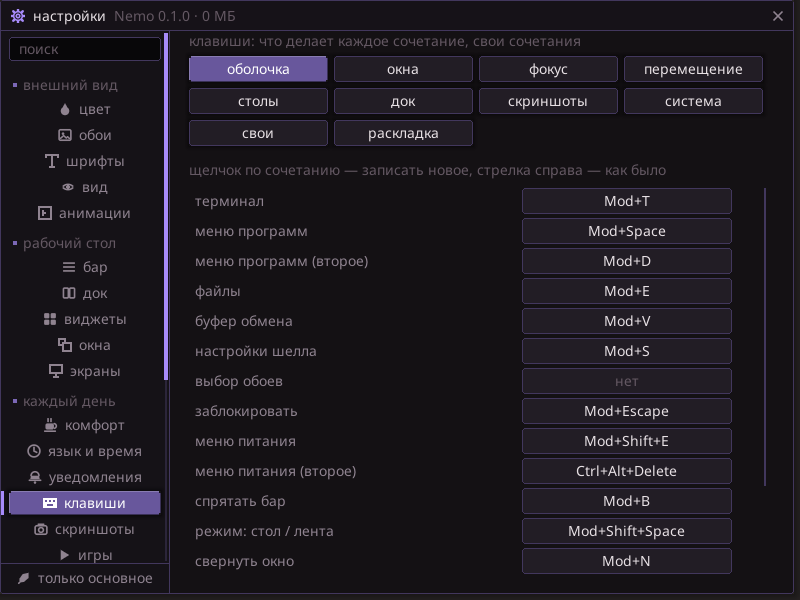 настройки Nemo 0.1.0 · 0 МБ
поиск
внешний вид
цвет
обои
шрифты
вид
анимации
рабочий стол
бар
док
виджеты
окна
экраны
каждый день
комфорт
язык и время
уведомления
клавиши
скриншоты
игры
только основное
клавиши: что делает каждое сочетание, свои сочетания
оболочка окна фокус перемещение
столы док скриншоты система
свои раскладка
щелчок по сочетанию — записать новое, стрелка справа — как было
терминал Mod+T
меню программ Mod+Space
меню программ (второе) Mod+D
файлы Mod+E
буфер обмена Mod+V
настройки шелла Mod+S
выбор обоев нет
заблокировать Mod+Escape
меню питания Mod+Shift+E
меню питания (второе) Ctrl+Alt+Delete
спрятать бар Mod+B
режим: стол / лента Mod+Shift+Space
свернуть окно Mod+N